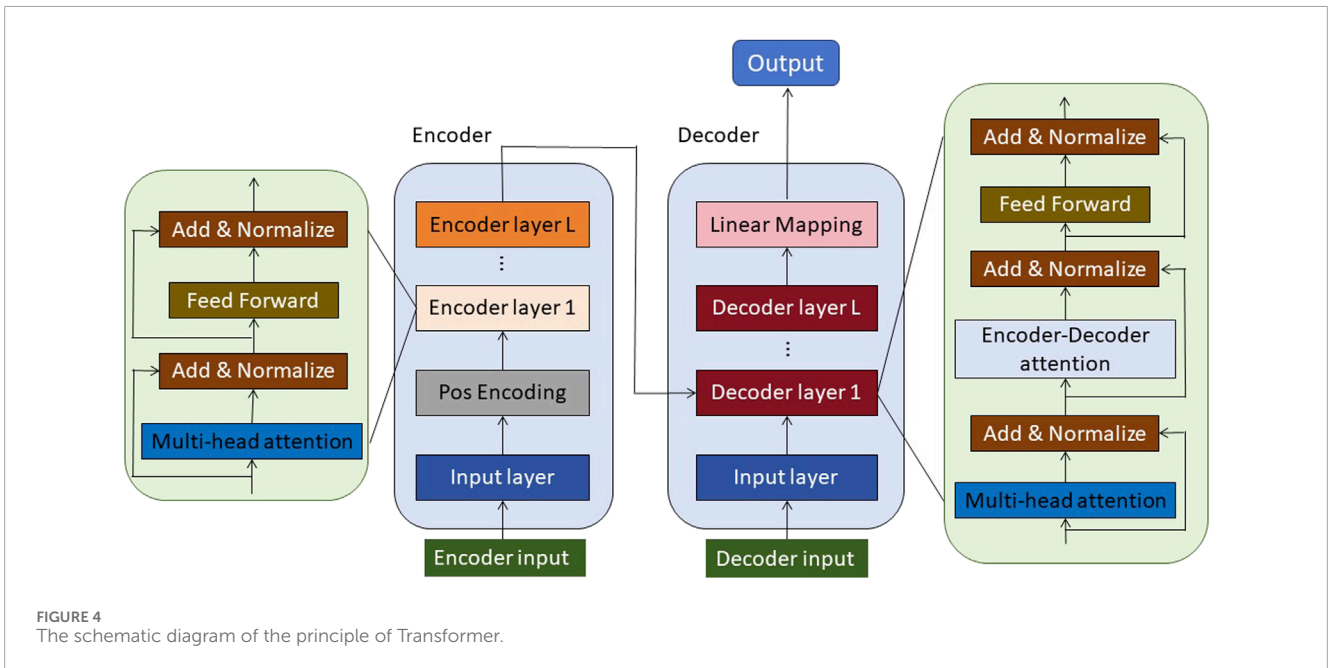 Output
Encoder
Decoder
Add & Normalize
Feed Forward
Add & Normalize
Multi-head attention
Encoder layer L
...
Encoder layer 1
Pos Encoding
Input layer
Encoder input
Linear Mapping
Decoder layer L
...
Decoder layer 1
Input layer
Decoder input
Add & Normalize
Feed Forward
Add & Normalize
Encoder-Decoder
attention
Add & Normalize
Multi-head attention
FIGURE 4
The schematic diagram of the principle of Transformer.